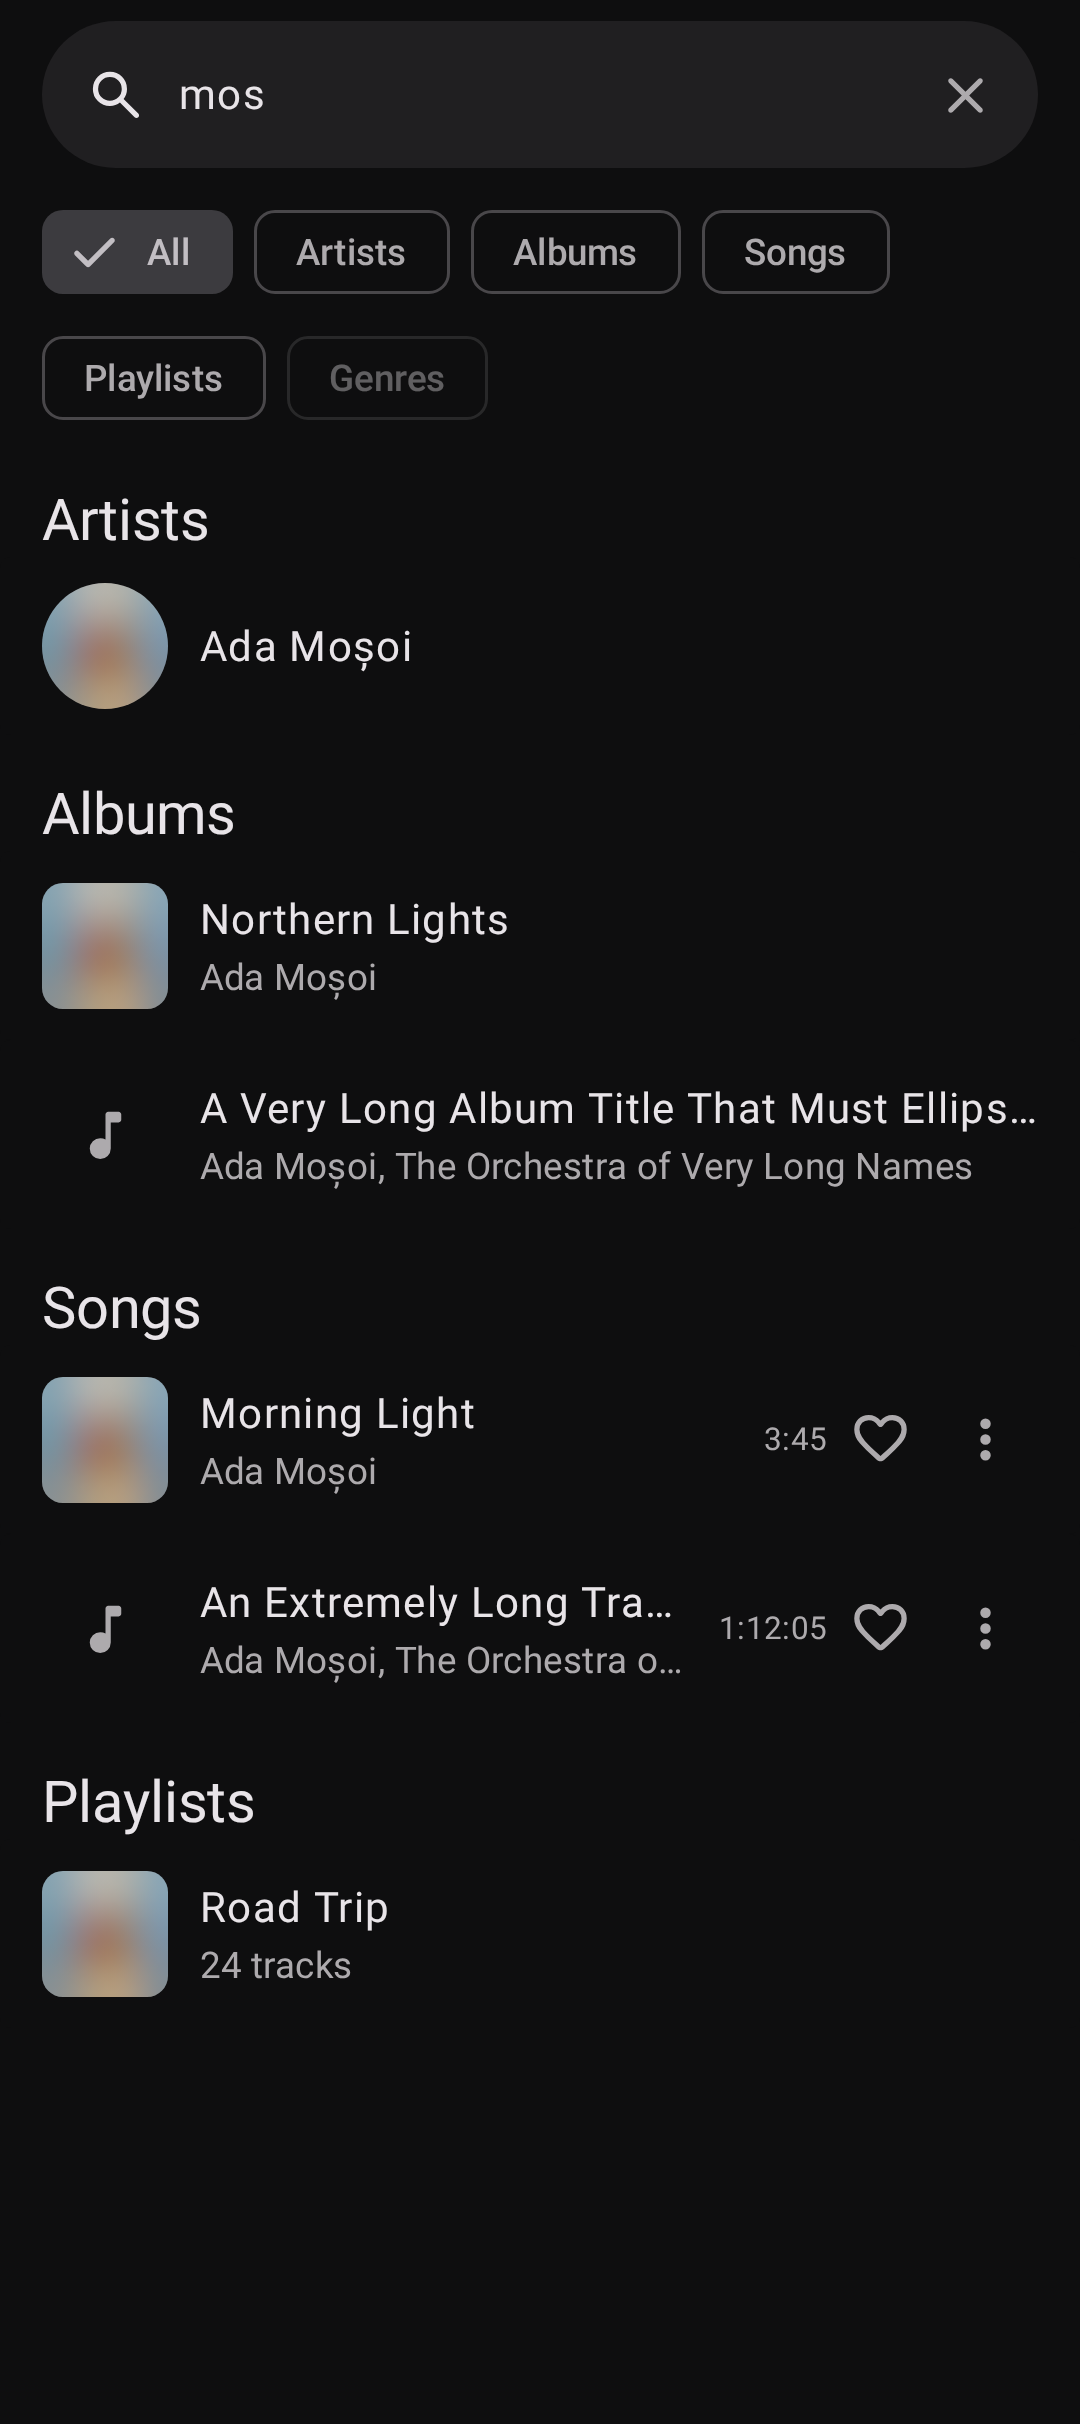 mos
All
Artists
Albums
Songs
Playlists
Genres
Artists
Ada Moșoi
Albums
Northern Lights
Ada Moșoi
A Very Long Album Title That Must Ellips…
Ada Moșoi, The Orchestra of Very Long Names
Songs
Morning Light
Ada Moșoi
3:45
An Extremely Long Tra…
Ada Moșoi, The Orchestra o…
1:12:05
Playlists
Road Trip
24 tracks